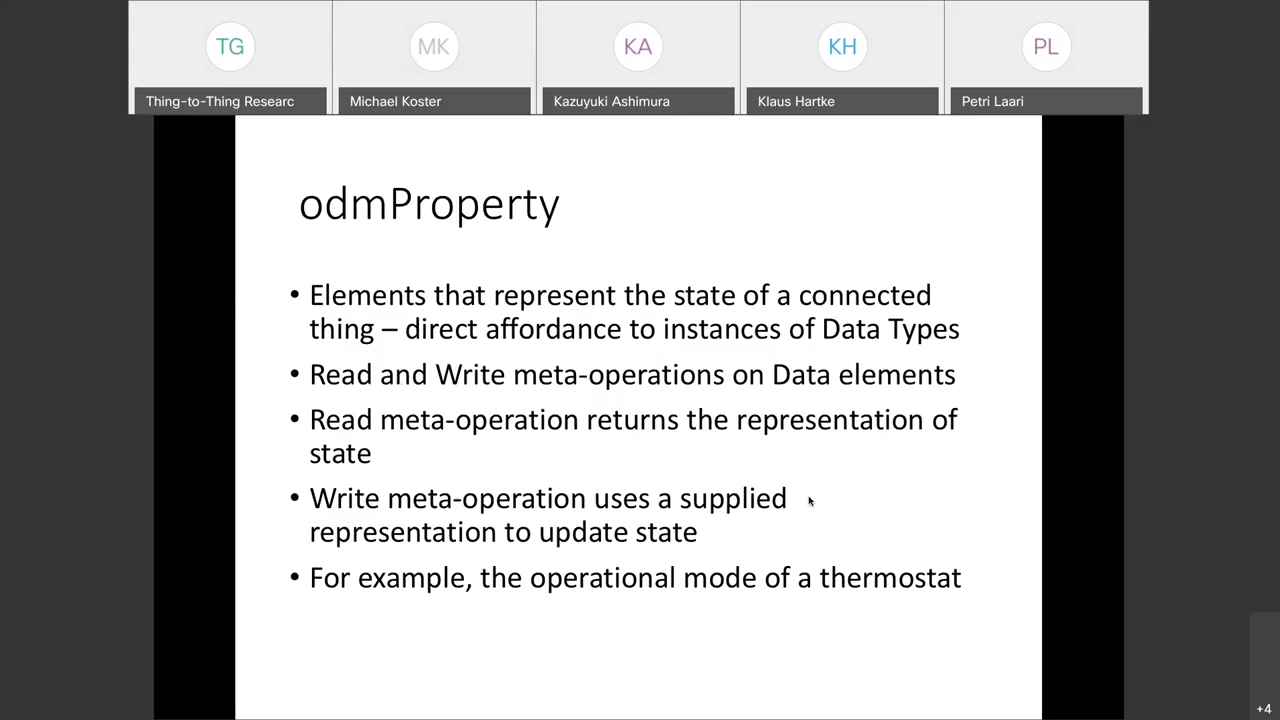 TG
MK
KA
KH
PL
Thing-to-Thing Researc
Michael Koster
Kazuyuki Ashimura
Klaus Hartke
Petri Laari
odmProperty
• Elements that represent the state of a connected
thing – direct affordance to instances of Data Types
• Read and Write meta-operations on Data elements
• Read meta-operation returns the representation of
state
• Write meta-operation uses a supplied
representation to update state
• For example, the operational mode of a thermostat
+4